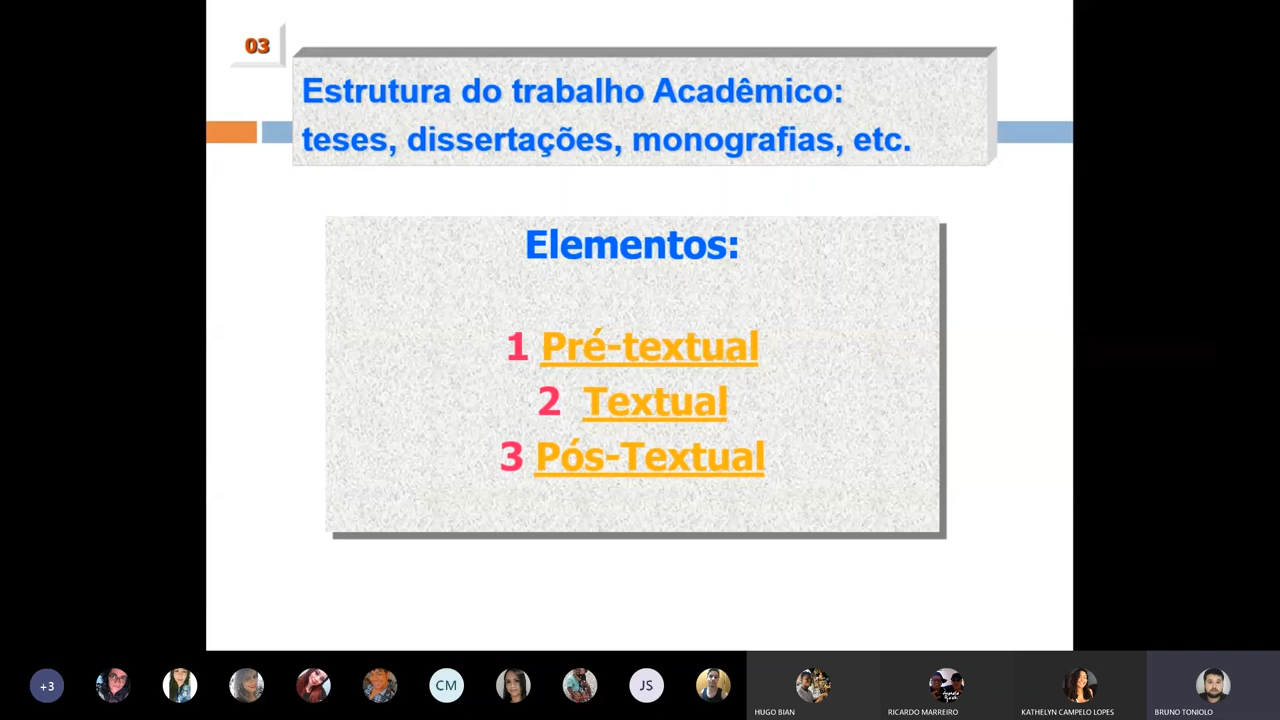 03
Estrutura do trabalho Acadêmico:
teses, dissertações, monografias, etc.
Elementos:
1 Pré-textual
2 Textual
3 Pós-Textual
+3
CM
JS
HUGO BIAN
RICARDO MARREIRO
KATHELYN CAMPELO LOPES
BRUNO TONIOLO